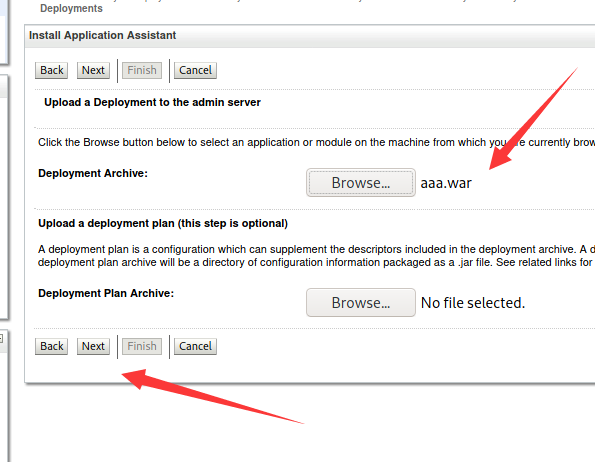 Deployments
Install Application Assistant
Back Next Finish Cancel
Upload a Deployment to the admin server
Click the Browse button below to select an application or module on the machine from which you are currently brow
Deployment Archive:
Browse... aaa.war
Upload a deployment plan (this step is optional)
A deployment plan is a configuration which can supplement the descriptors included in the deployment archive. A d
deployment plan archive will be a directory of configuration information packaged as a .jar file. See related links for
Deployment Plan Archive:
Browse... No file selected.
Back Next Finish Cancel